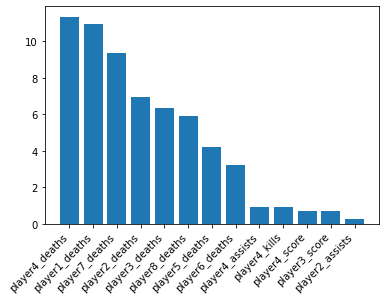 10
8
6
4
2
0
player4_deaths
player1_deaths
player7_deaths
player2_deaths
player3_deaths
player8_deaths
player5_deaths
player6_deaths
player4_assists
player4_kills
player4_score
player3_score
player2_assists